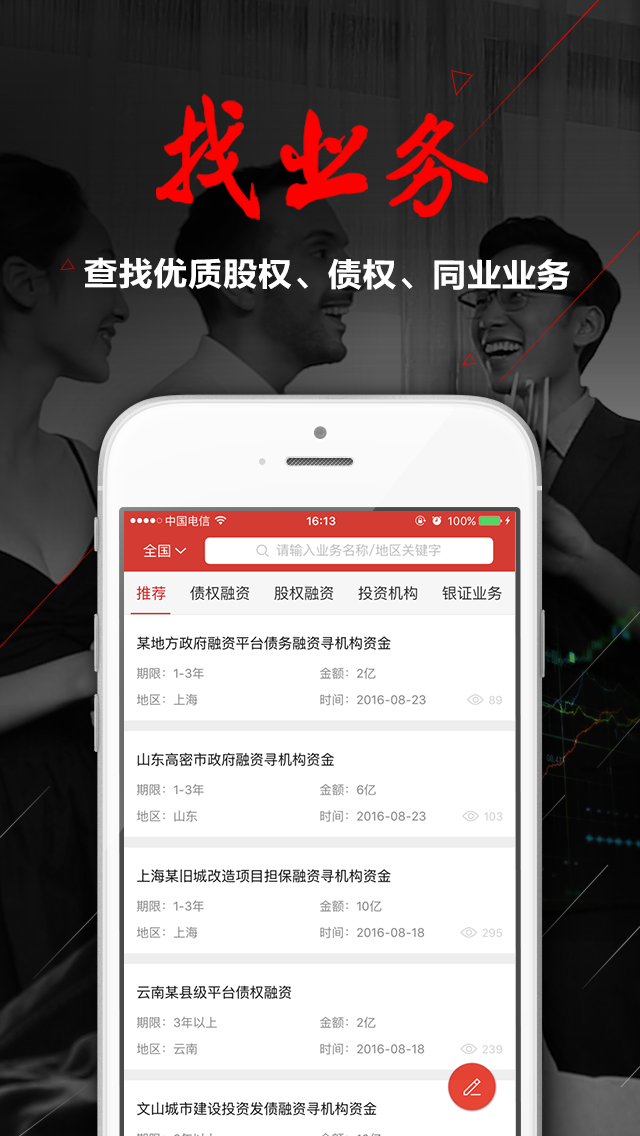 找业务
查找优质股权、债权、同业业务
中国电信 16:13 100%
全国 请输入业务名称/地区关键字
推荐 债权融资 股权融资 投资机构 银证业务
某地方政府融资平台债务融资寻机构资金
期限：1-3年 金额：2亿
地区：上海 时间：2016-08-23 89
山东高密市政府融资寻机构资金
期限：1-3年 金额：6亿
地区：山东 时间：2016-08-23 103
上海某旧城改造项目担保融资寻机构资金
期限：1-3年 金额：10亿
地区：上海 时间：2016-08-18 295
云南某县级平台债权融资
期限：3年以上 金额：2亿
地区：云南 时间：2016-08-18 239
文山城市建设投资发债融资寻机构资金